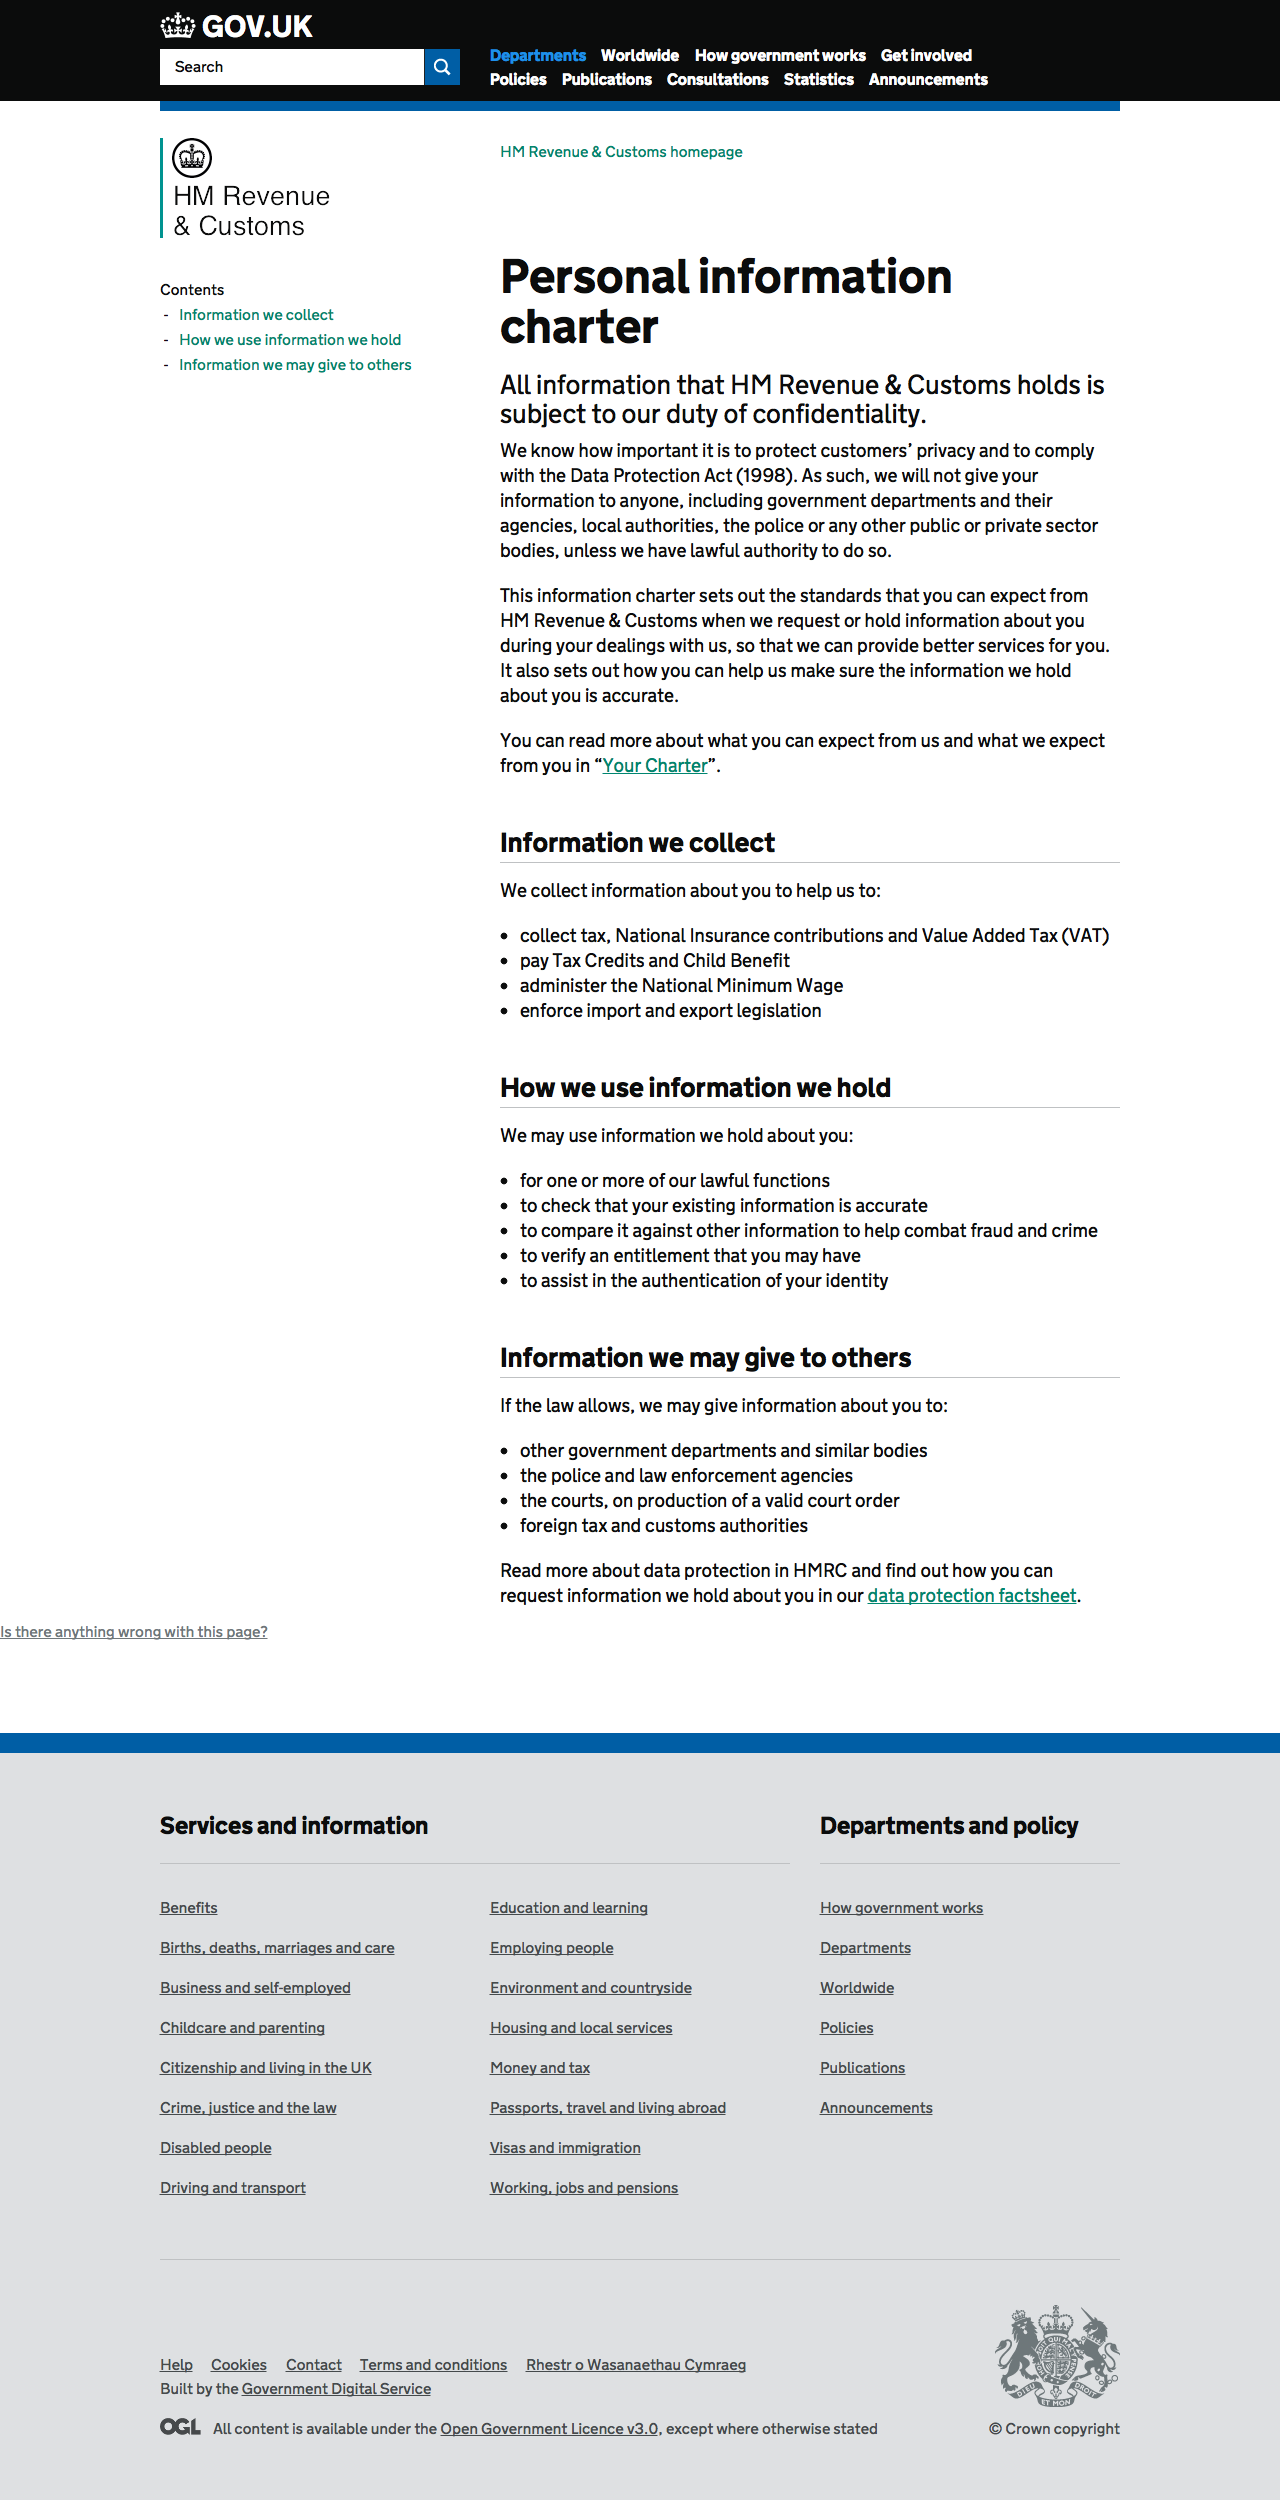 GOV.UK
Search
Departments Worldwide How government works Get involved
Policies Publications Consultations Statistics Announcements
HM Revenue
& Customs
HM Revenue & Customs homepage
Contents
- Information we collect
- How we use information we hold
- Information we may give to others
Personal information
charter
All information that HM Revenue & Customs holds is
subject to our duty of confidentiality.
We know how important it is to protect customers’ privacy and to comply
with the Data Protection Act (1998). As such, we will not give your
information to anyone, including government departments and their
agencies, local authorities, the police or any other public or private sector
bodies, unless we have lawful authority to do so.
This information charter sets out the standards that you can expect from
HM Revenue & Customs when we request or hold information about you
during your dealings with us, so that we can provide better services for you.
It also sets out how you can help us make sure the information we hold
about you is accurate.
You can read more about what you can expect from us and what we expect
from you in “Your Charter”.
Information we collect
We collect information about you to help us to:
• collect tax, National Insurance contributions and Value Added Tax (VAT)
• pay Tax Credits and Child Benefit
• administer the National Minimum Wage
• enforce import and export legislation
How we use information we hold
We may use information we hold about you:
• for one or more of our lawful functions
• to check that your existing information is accurate
• to compare it against other information to help combat fraud and crime
• to verify an entitlement that you may have
• to assist in the authentication of your identity
Information we may give to others
If the law allows, we may give information about you to:
• other government departments and similar bodies
• the police and law enforcement agencies
• the courts, on production of a valid court order
• foreign tax and customs authorities
Read more about data protection in HMRC and find out how you can
request information we hold about you in our data protection factsheet.
Is there anything wrong with this page?
Services and information
Benefits
Births, deaths, marriages and care
Business and self-employed
Childcare and parenting
Citizenship and living in the UK
Crime, justice and the law
Disabled people
Driving and transport
Education and learning
Employing people
Environment and countryside
Housing and local services
Money and tax
Passports, travel and living abroad
Visas and immigration
Working, jobs and pensions
Departments and policy
How government works
Departments
Worldwide
Policies
Publications
Announcements
Help Cookies Contact Terms and conditions Rhestr o Wasanaethau Cymraeg
Built by the Government Digital Service
OGL All content is available under the Open Government Licence v3.0, except where otherwise stated
DIEU ET MON DROIT
© Crown copyright